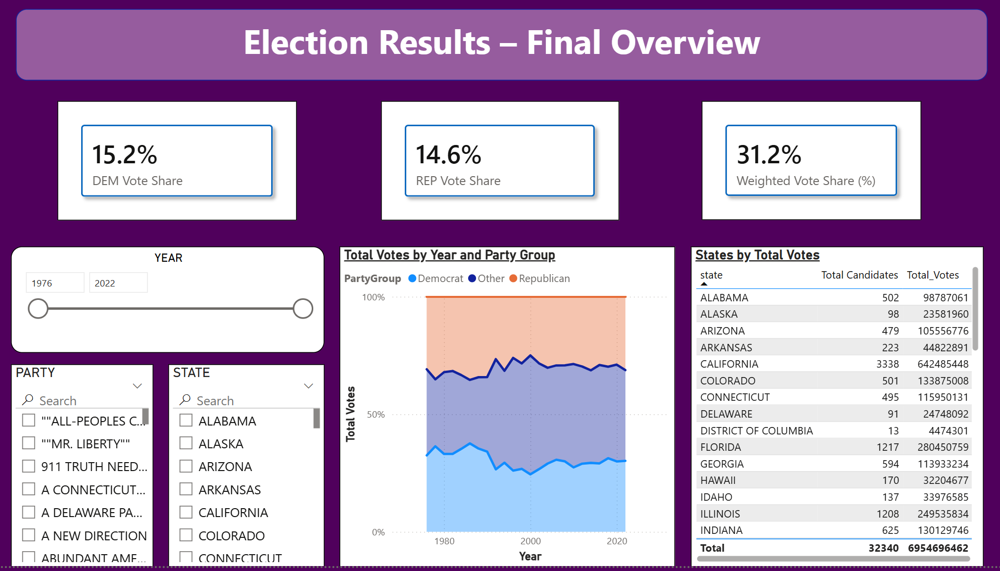 Election Results – Final Overview
15.2%
DEM Vote Share
14.6%
REP Vote Share
31.2%
Weighted Vote Share (%)
YEAR
1976 2022
PARTY
Search
""ALL-PEOPLES C...
""MR. LIBERTY""
911 TRUTH NEED...
A CONNECTICUT...
A DELAWARE PA...
A NEW DIRECTION
ABUNDANT AME...
STATE
Search
ALABAMA
ALASKA
ARIZONA
ARKANSAS
CALIFORNIA
COLORADO
CONNECTICUT
Total Votes by Year and Party Group
PartyGroup Democrat Other Republican
100%
50%
0%
Total Votes
1980 2000 2020
Year
States by Total Votes
state Total Candidates Total_Votes
ALABAMA 502 98787061
ALASKA 98 23581960
ARIZONA 479 105556776
ARKANSAS 223 44822891
CALIFORNIA 3338 642485448
COLORADO 501 133875008
CONNECTICUT 495 115950131
DELAWARE 91 24748092
DISTRICT OF COLUMBIA 13 4474301
FLORIDA 1217 280450759
GEORGIA 594 113933234
HAWAII 170 32204677
IDAHO 137 33976585
ILLINOIS 1208 249535834
INDIANA 625 130129746
Total 32340 6954696462